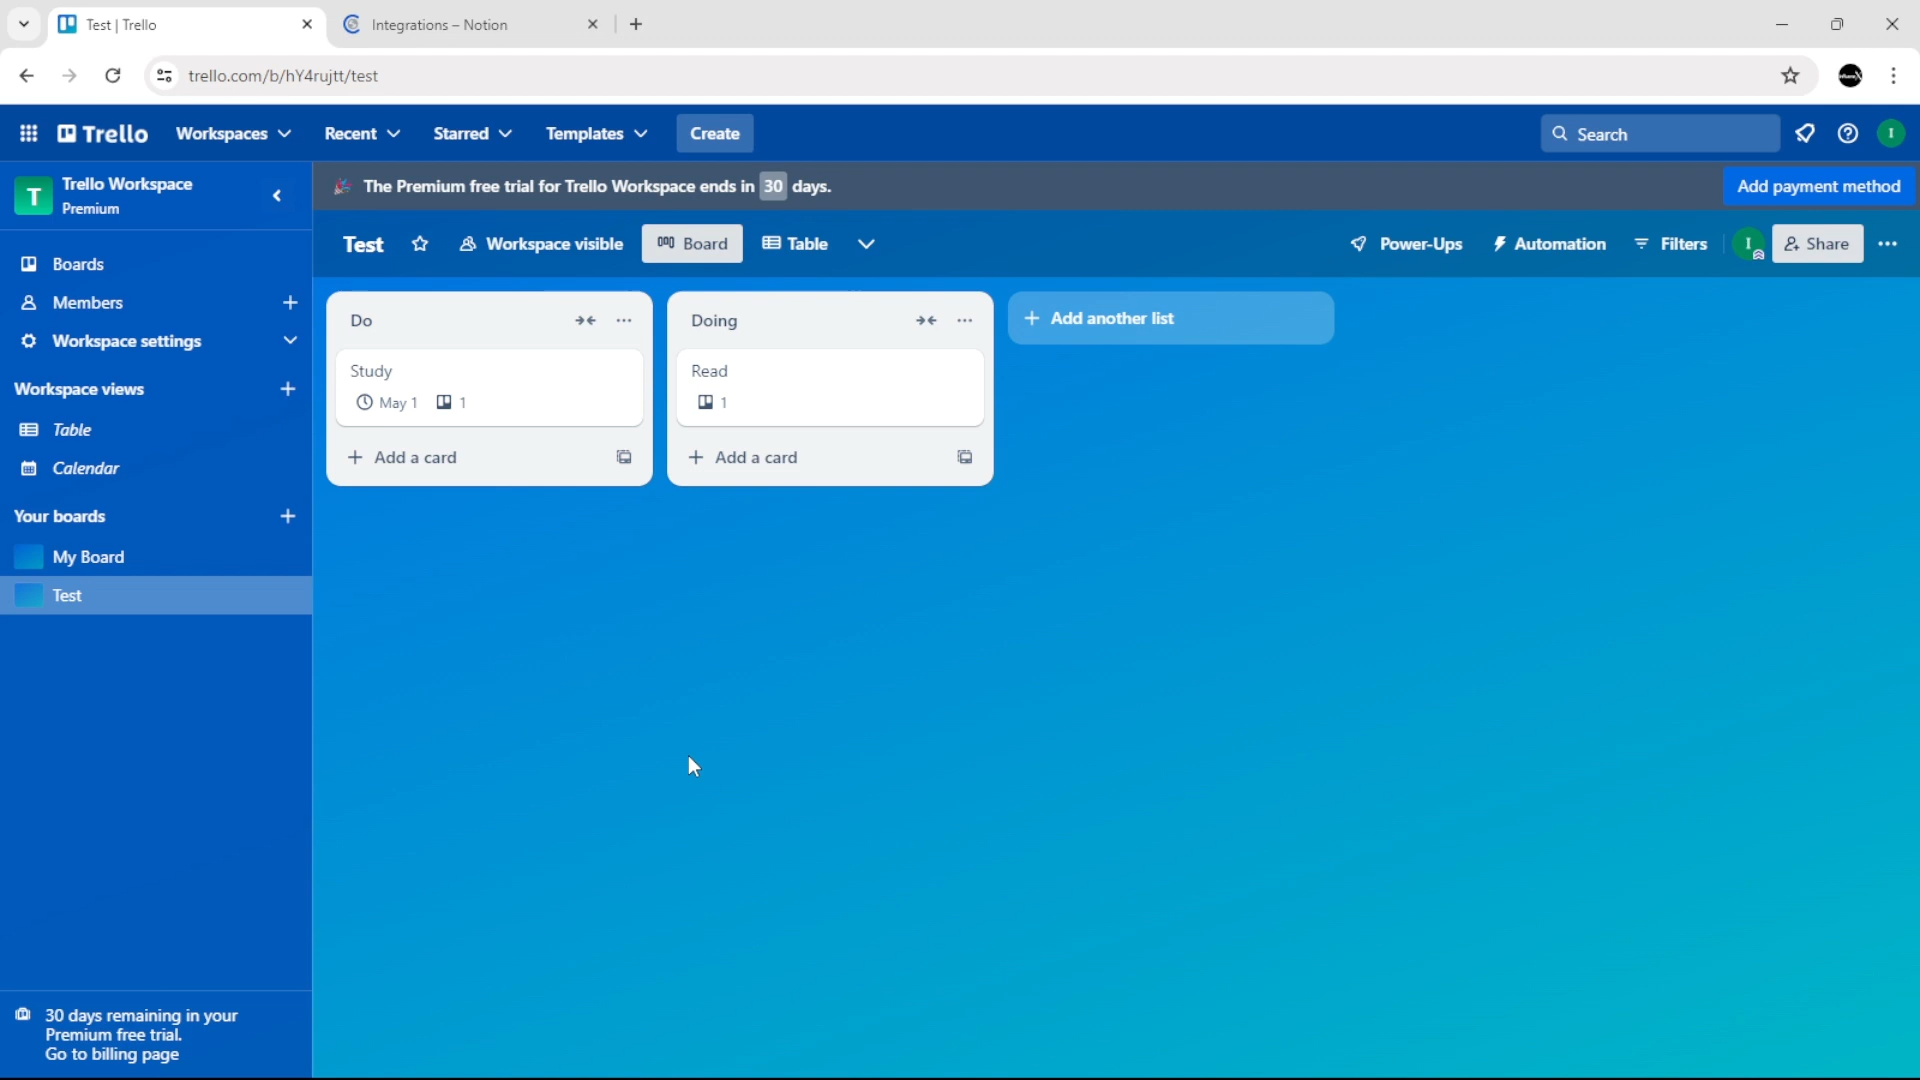 Test | Trello
Integrations – Notion
trello.com/b/hY4rujtt/test
Trello
Workspaces
Recent
Starred
Templates
Create
Search
I
T
Trello Workspace
Premium
The Premium free trial for Trello Workspace ends in 30 days.
Add payment method
Test
Workspace visible
Board
Table
Power-Ups
Automation
Filters
I
Share
Boards
Members
Workspace settings
Workspace views
Table
Calendar
Your boards
My Board
Test
Do
Study
May 1
1
Add a card
Doing
Read
1
Add a card
Add another list
30 days remaining in your
Premium free trial.
Go to billing page